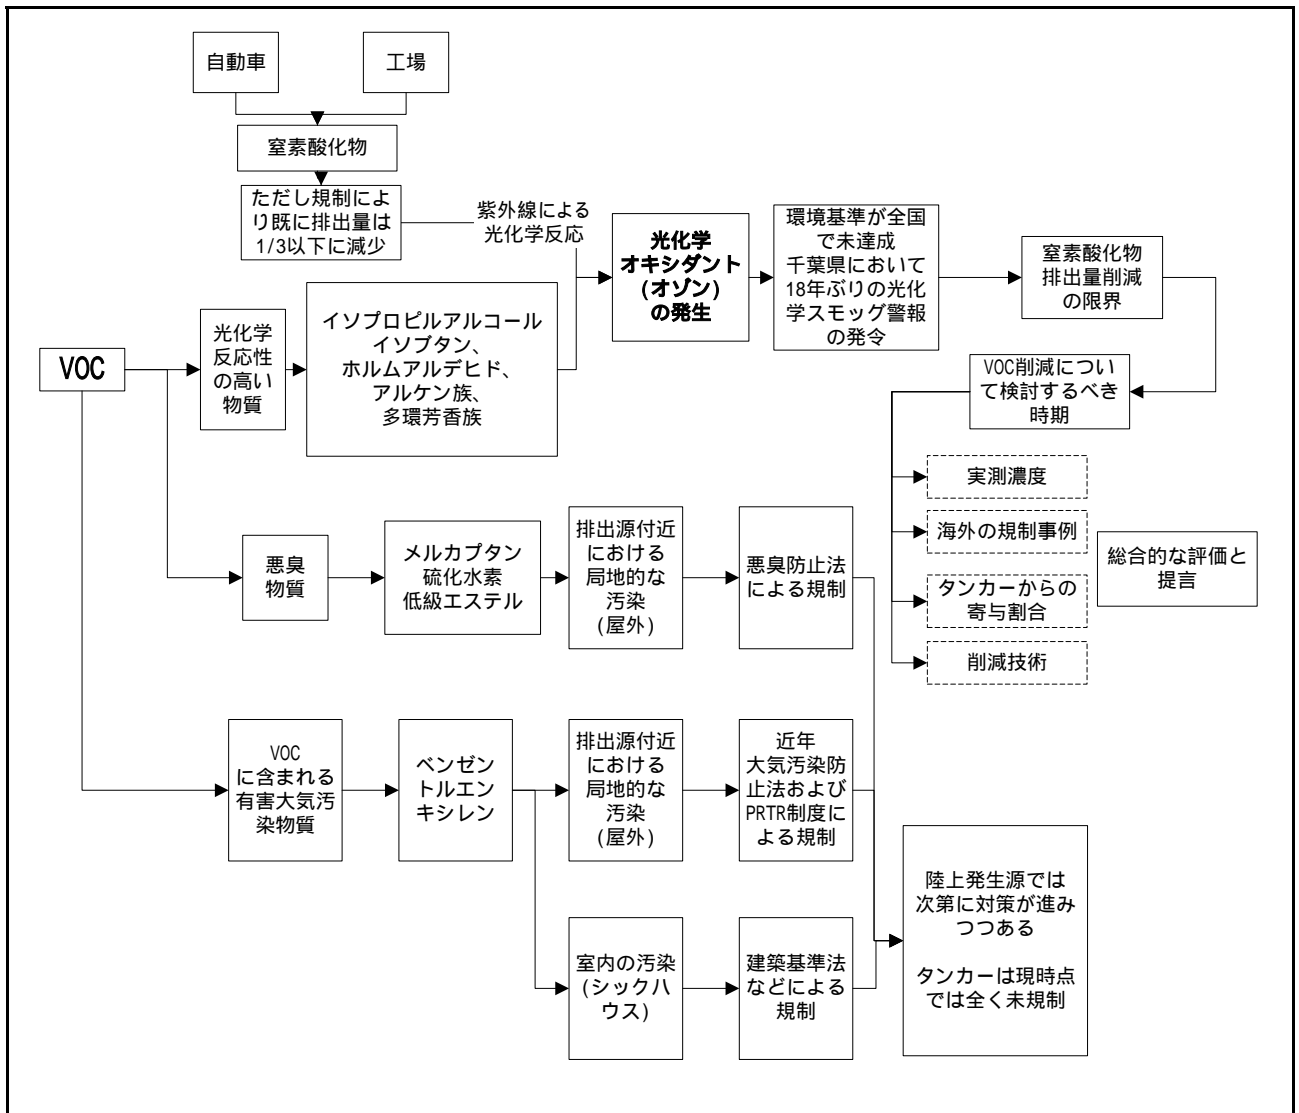 自動車
工場
窒素酸化物
ただし規制によ
り既に排出量は
1/3以下に減少
紫外線による
光化学反応
光化学
オキシダント
(オゾン)
の発生
環境基準が全国
で未達成
千葉県において
18年ぶりの光化
学スモッグ警報
の発令
窒素酸化物
排出量削減
の限界
VOC
光化学
反応性
の高い
物質
イソプロピルアルコール
イソブタン、
ホルムアルデヒド、
アルケン族、
多環芳香族
VOC削減につい
て検討するべき
時期
実測濃度
海外の規制事例
タンカーからの
寄与割合
削減技術
総合的な評価と
提言
悪臭
物質
メルカプタン
硫化水素
低級エステル
排出源付近
における
局地的な
汚染
(屋外)
悪臭防止法
による規制
VOC
に含まれる
有害大気汚
染物質
ベンゼン
トルエン
キシレン
排出源付近
における
局地的な
汚染
(屋外)
近年
大気汚染防
止法および
PRTR制度に
よる規制
室内の汚染
(シックハ
ウス)
建築基準法
などによる
規制
陸上発生源では
次第に対策が進み
つつある
タンカーは現時点
では全く未規制